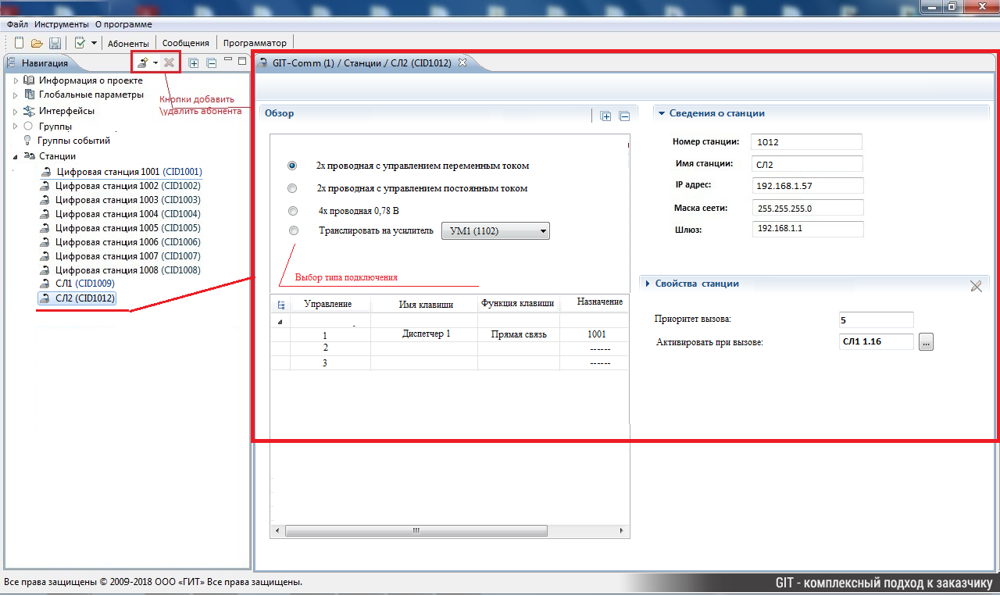 Файл Инструменты О программе
Абоненты Сообщения Программатор
Навигация
Информация о проекте
Глобальные параметры
Интерфейсы
Группы
Группы событий
Станции
Цифровая станция 1001 (CID1001)
Цифровая станция 1002 (CID1002)
Цифровая станция 1003 (CID1003)
Цифровая станция 1004 (CID1004)
Цифровая станция 1005 (CID1005)
Цифровая станция 1006 (CID1006)
Цифровая станция 1007 (CID1007)
Цифровая станция 1008 (CID1008)
СЛ1 (CID1009)
СЛ2 (CID1012)
Кнопки добавить
\удалить абонента
GIT-Comm (1) / Станции / СЛ2 (CID1012)
Обзор
2х проводная с управлением переменным током
2х проводная с управлением постоянным током
4х проводная 0,78 В
Транслировать на усилитель УМ1 (1102)
Выбор типа подключения
Управление Имя клавиши Функция клавиши Назначение
1 Диспетчер 1 Прямая связь 1001
2 ------
3 ------
Сведения о станции
Номер станции: 1012
Имя станции: СЛ2
IP адрес: 192.168.1.57
Маска сеети: 255.255.255.0
Шлюз: 192.168.1.1
Свойства станции
Приоритет вызова: 5
Активировать при вызове: СЛ1 1.16 ...
Все права защищены © 2009-2018 ООО «ГИТ» Все права защищены.
GIT - комплексный подход к заказчику